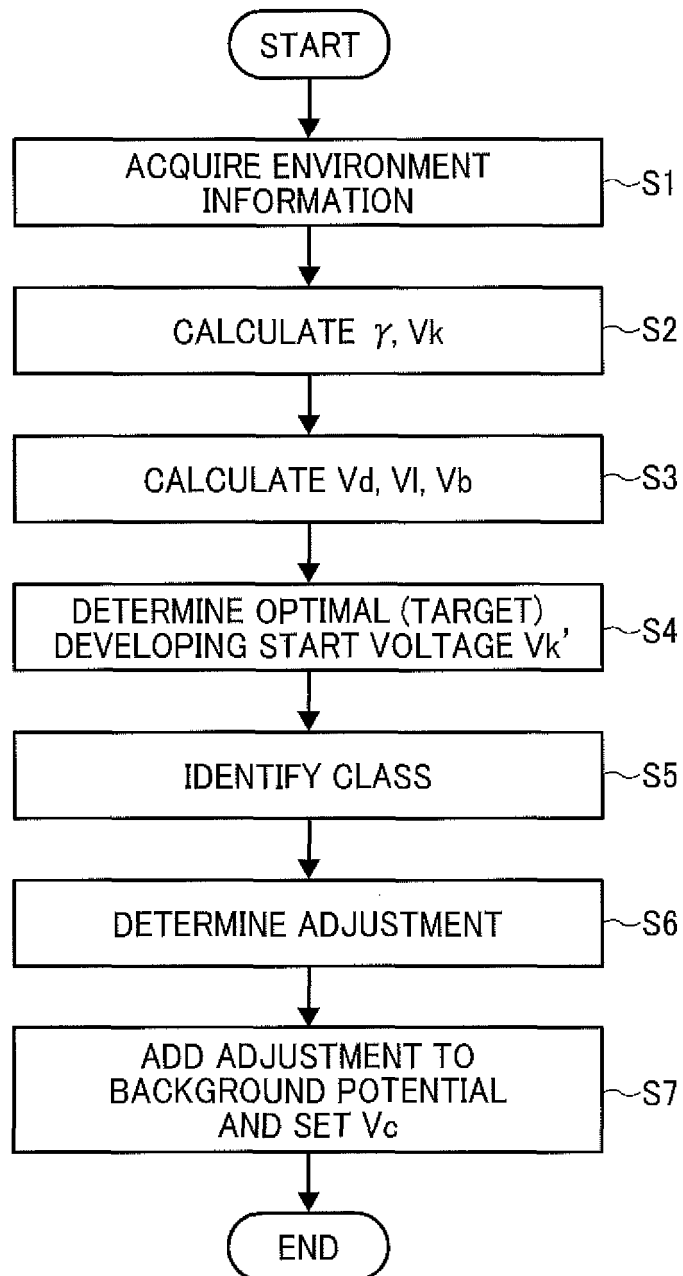 START
ACQUIRE ENVIRONMENT
INFORMATION
S1
CALCULATE γ, Vk
S2
CALCULATE Vd, Vl, Vb
S3
DETERMINE OPTIMAL (TARGET)
DEVELOPING START VOLTAGE Vk'
S4
IDENTIFY CLASS
S5
DETERMINE ADJUSTMENT
S6
ADD ADJUSTMENT TO
BACKGROUND POTENTIAL
AND SET Vc
S7
END